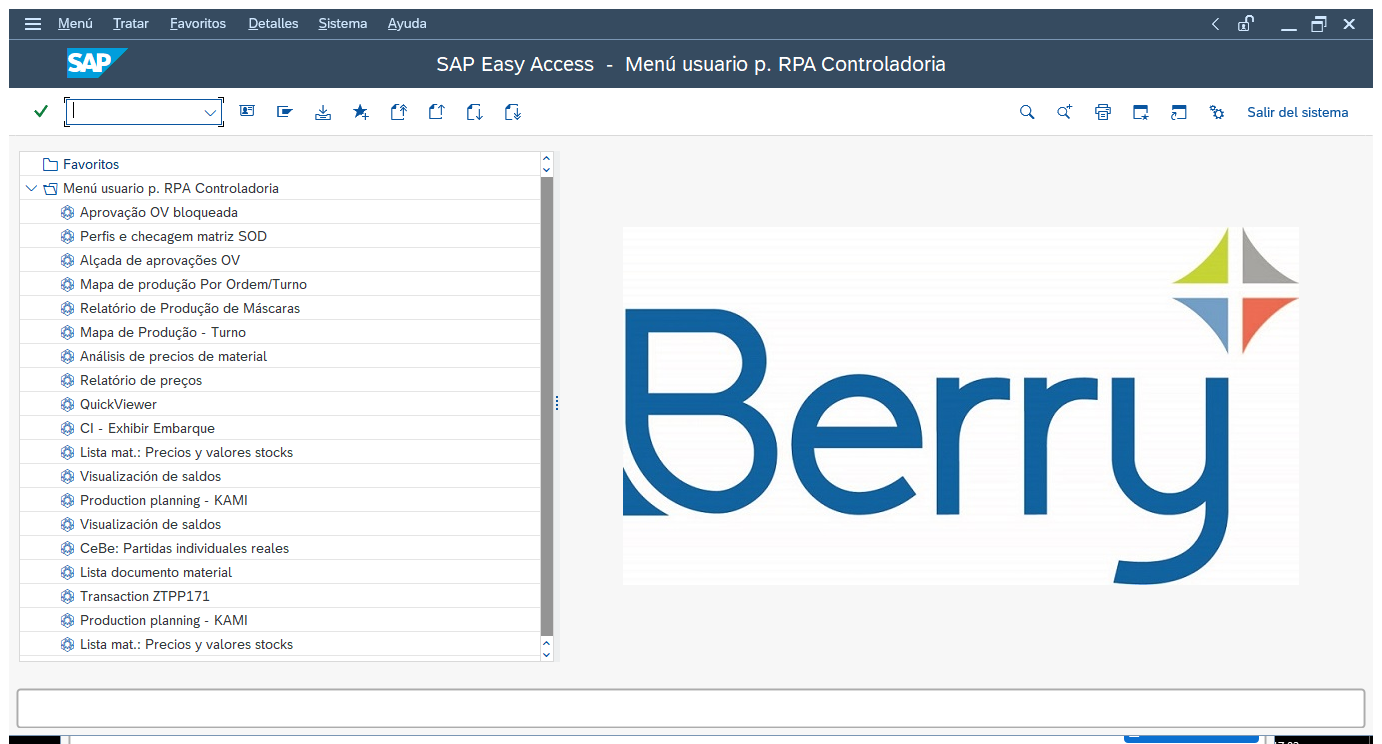 Menú Tratar Favoritos Detalles Sistema Ayuda
SAP SAP Easy Access - Menú usuario p. RPA Controladoria
Salir del sistema
Favoritos
Menú usuario p. RPA Controladoria
Aprovação OV bloqueada
Perfis e checagem matriz SOD
Alçada de aprovações OV
Mapa de produção Por Ordem/Turno
Relatório de Produção de Máscaras
Mapa de Produção - Turno
Análisis de precios de material
Relatório de preços
QuickViewer
CI - Exhibir Embarque
Lista mat.: Precios y valores stocks
Visualización de saldos
Production planning - KAMI
Visualización de saldos
CeBe: Partidas individuales reales
Lista documento material
Transaction ZTPP171
Production planning - KAMI
Lista mat.: Precios y valores stocks
Berry